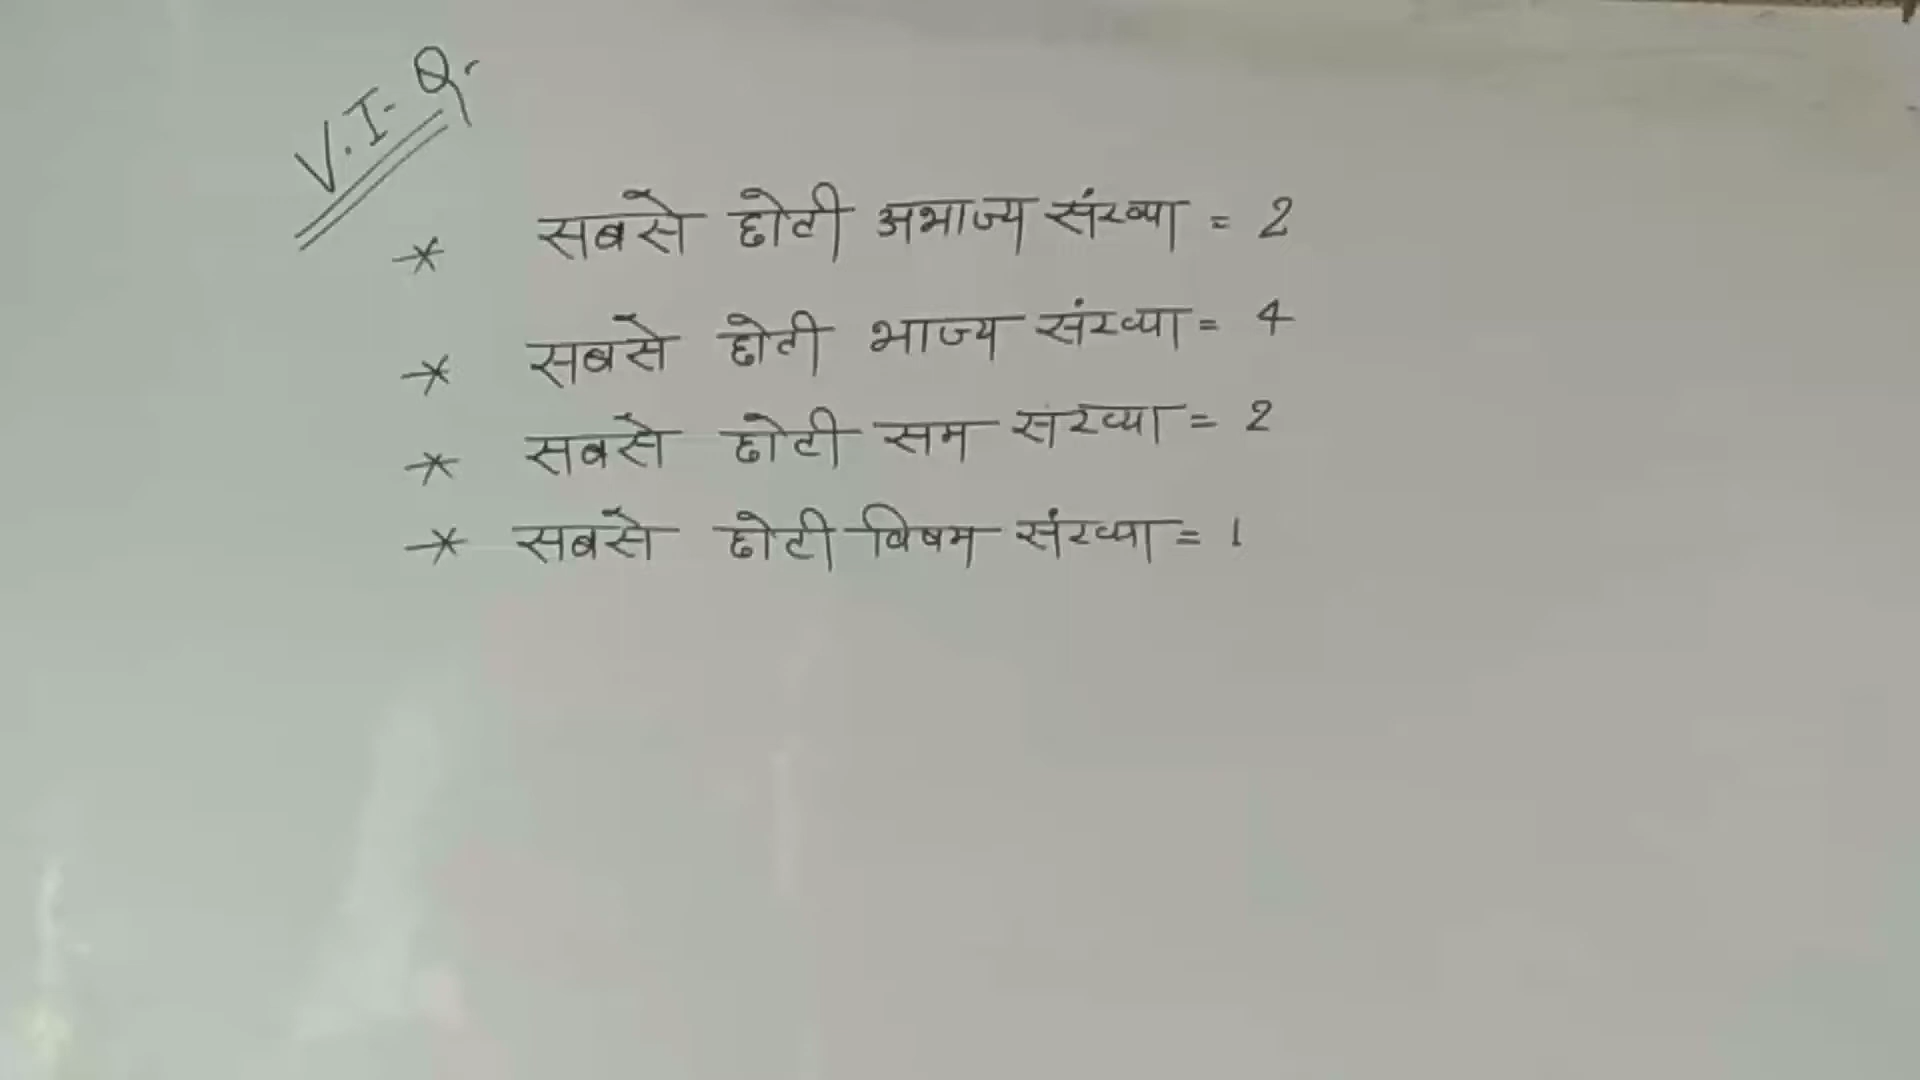 V.I.Q.
* सबसे छोटी अभाज्य संख्या = 2
* सबसे छोटी भाज्य संख्या = 4
* सबसे छोटी सम संख्या = 2
* सबसे छोटी विषम संख्या = 1